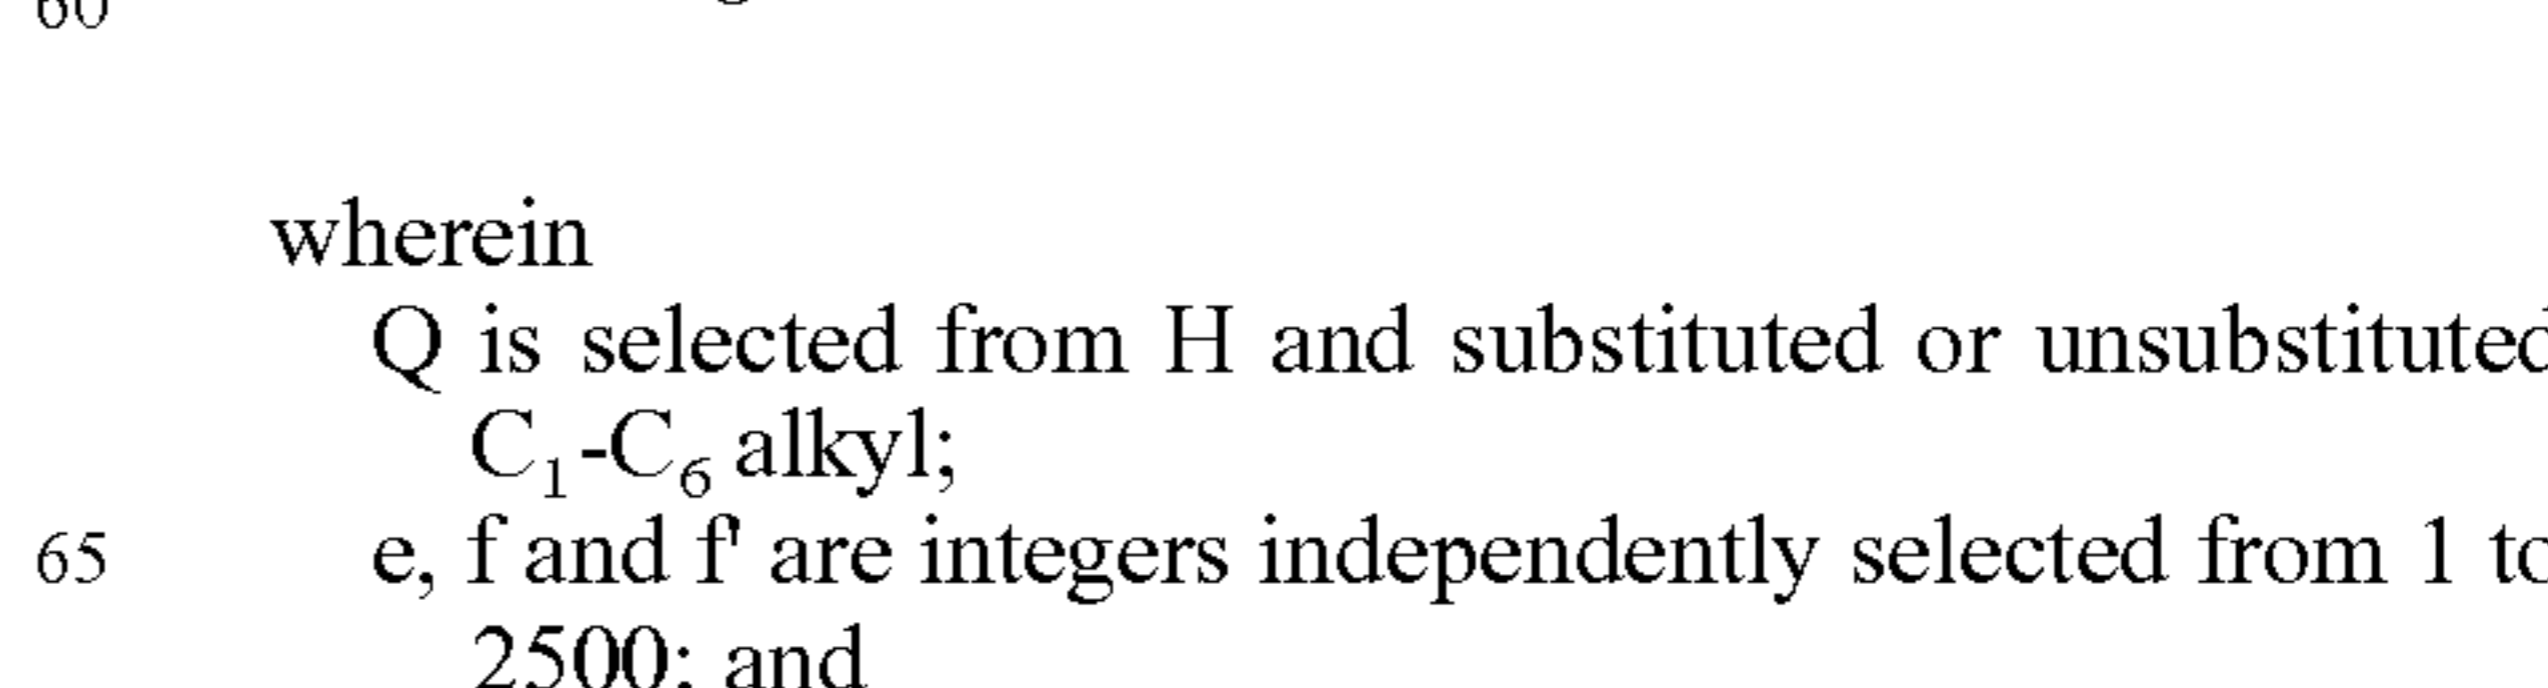 60
wherein
Q is selected from H and substituted or unsubstituted
C₁-C₆ alkyl;
65 e, f and f' are integers independently selected from 1 to
2500; and